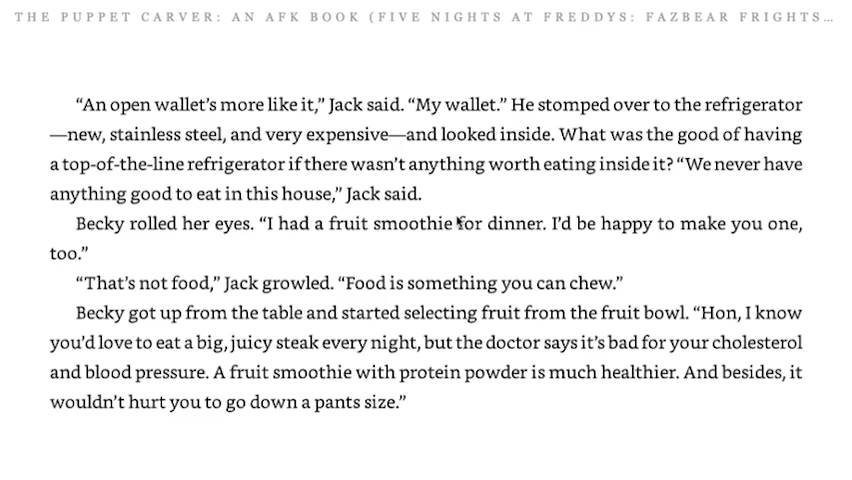 THE PUPPET CARVER: AN AFK BOOK (FIVE NIGHTS AT FREDDYS: FAZBEAR FRIGHTS…
“An open wallet’s more like it,” Jack said. “My wallet.” He stomped over to the refrigerator
—new, stainless steel, and very expensive—and looked inside. What was the good of having
a top-of-the-line refrigerator if there wasn’t anything worth eating inside it? “We never have
anything good to eat in this house,” Jack said.
Becky rolled her eyes. “I had a fruit smoothie for dinner. I’d be happy to make you one,
too.”
“That’s not food,” Jack growled. “Food is something you can chew.”
Becky got up from the table and started selecting fruit from the fruit bowl. “Hon, I know
you’d love to eat a big, juicy steak every night, but the doctor says it’s bad for your cholesterol
and blood pressure. A fruit smoothie with protein powder is much healthier. And besides, it
wouldn’t hurt you to go down a pants size.”